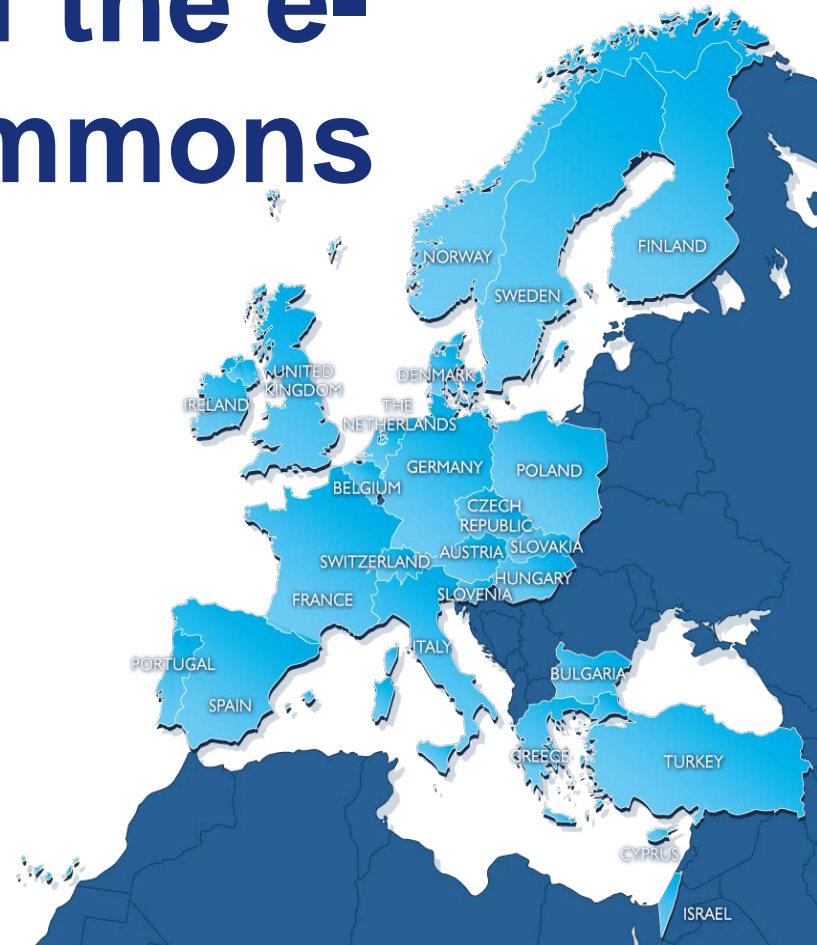 the e-
mmons
NORWAY
FINLAND
SWEDEN
UNITED
KINGDOM
DENMARK
IRELAND
THE
NETHERLANDS
GERMANY
POLAND
BELGIUM
CZECH
REPUBLIC
AUSTRIA
SLOVAKIA
SWITZERLAND
HUNGARY
SLOVENIA
FRANCE
ITALY
PORTUGAL
BULGARIA
SPAIN
GREECE
TURKEY
CYPRUS
ISRAEL